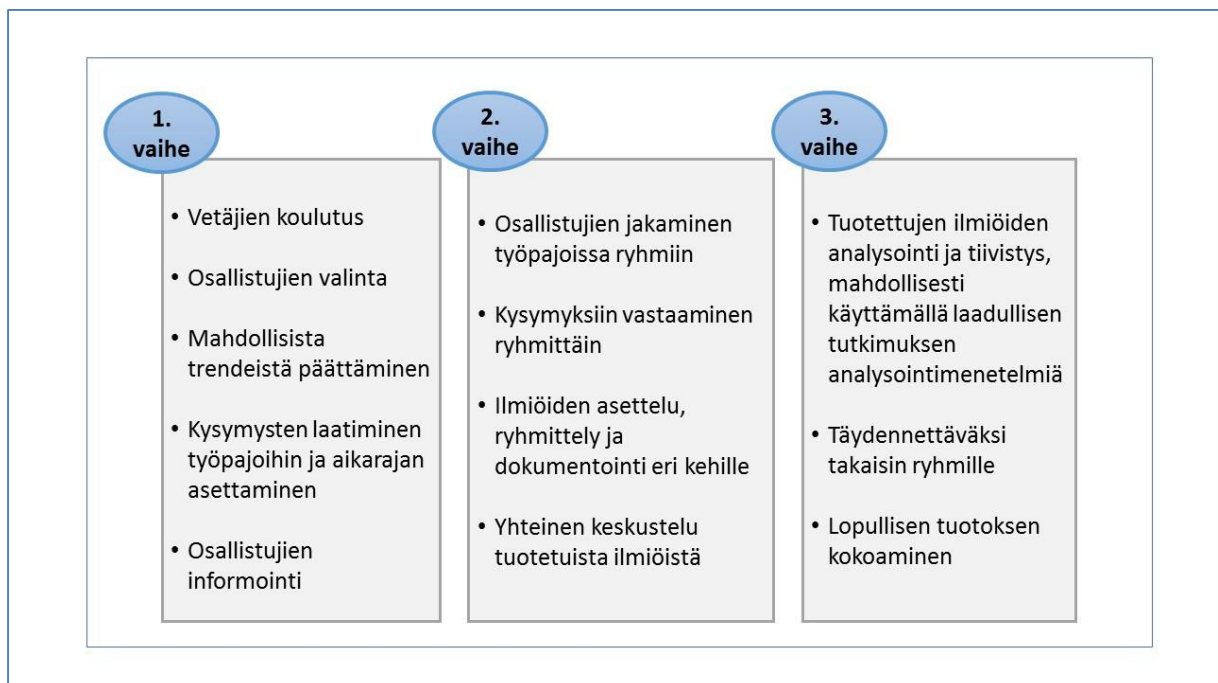 1.
vaihe
• Vetäjien koulutus
• Osallistujien valinta
• Mahdollisista
trendeistä päättäminen
• Kysymysten laatiminen
työpajoihin ja aikarajan
asettaminen
• Osallistujien
informointi
2.
vaihe
• Osallistujien jakaminen
työpajoissa ryhmiin
• Kysymyksiin vastaaminen
ryhmittäin
• Ilmiöiden asettelu,
ryhmittely ja
dokumentointi eri kehille
• Yhteinen keskustelu
tuotetuista ilmiöistä
3.
vaihe
• Tuotettujen ilmiöiden
analysointi ja tiivistys,
mahdollisesti
käyttämällä laadullisen
tutkimuksen
analysointimenetelmiä
• Täydennettäväksi
takaisin ryhmille
• Lopullisen tuotoksen
kokoaminen